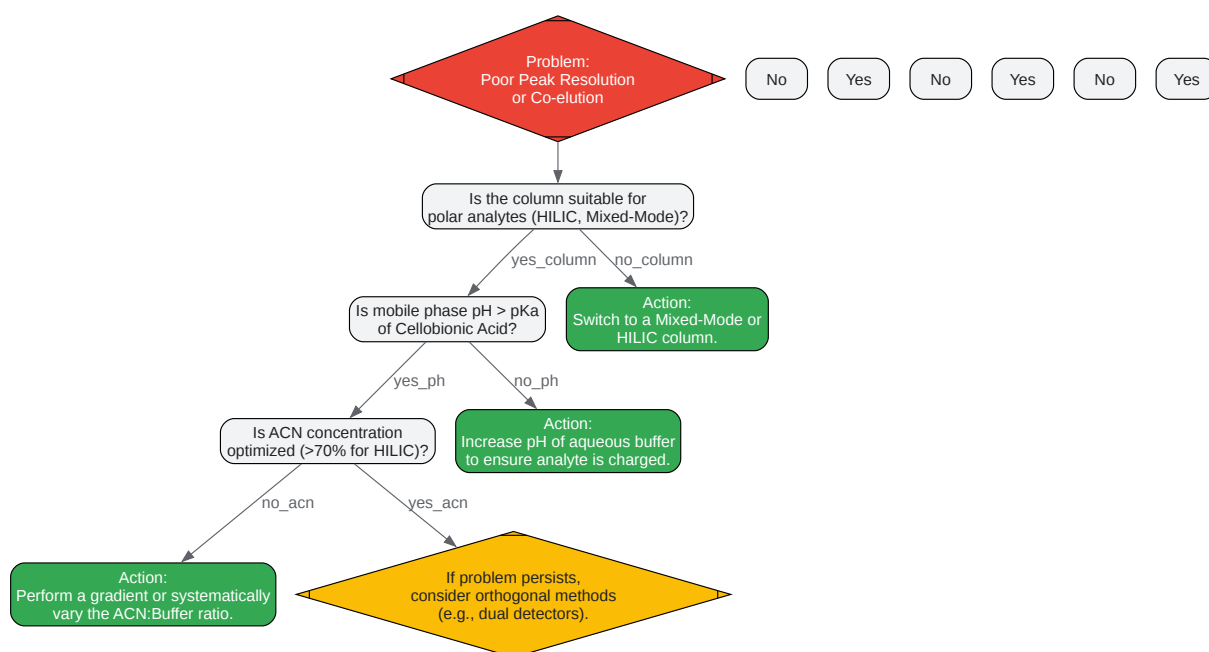 Problem:
Poor Peak Resolution
or Co-elution
No
Yes
No
Yes
No
Yes
Is the column suitable for
polar analytes (HILIC, Mixed-Mode)?
yes_column
no_column
Is mobile phase pH > pKa
of Cellobionic Acid?
Action:
Switch to a Mixed-Mode or
HILIC column.
yes_ph
no_ph
Is ACN concentration
optimized (>70% for HILIC)?
Action:
Increase pH of aqueous buffer
to ensure analyte is charged.
no_acn
yes_acn
Action:
Perform a gradient or systematically
vary the ACN:Buffer ratio.
If problem persists,
consider orthogonal methods
(e.g., dual detectors).